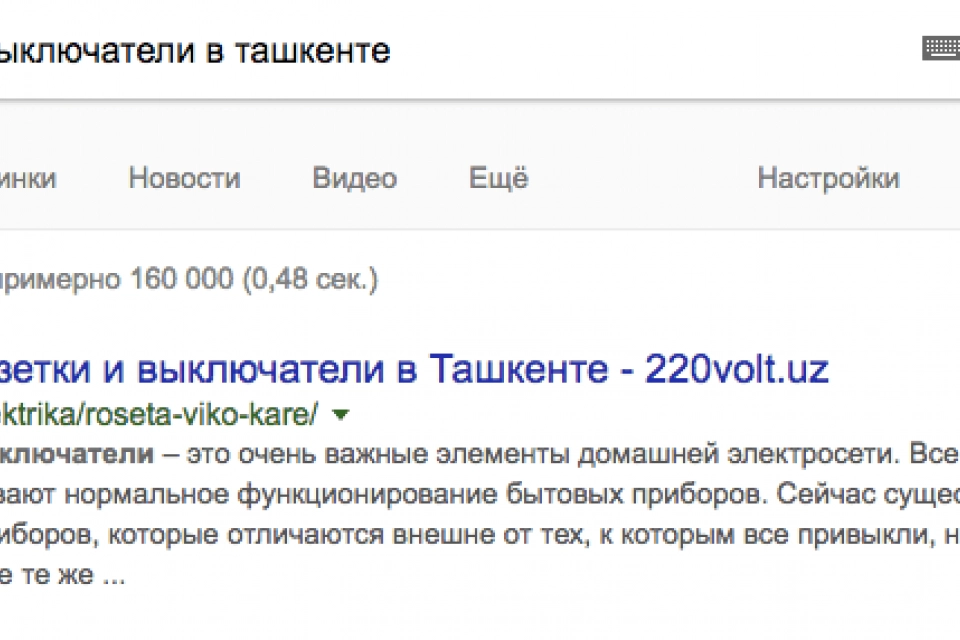 ыключатели в ташкенте
инки Новости Видео Ещё Настройки
примерно 160 000 (0,48 сек.)
зетки и выключатели в Ташкенте - 220volt.uz
ektrika/roseta-viko-kare/
ключатели – это очень важные элементы домашней электросети. Все
вают нормальное функционирование бытовых приборов. Сейчас сущес
иборов, которые отличаются внешне от тех, к которым все привыкли, н
е те же ...